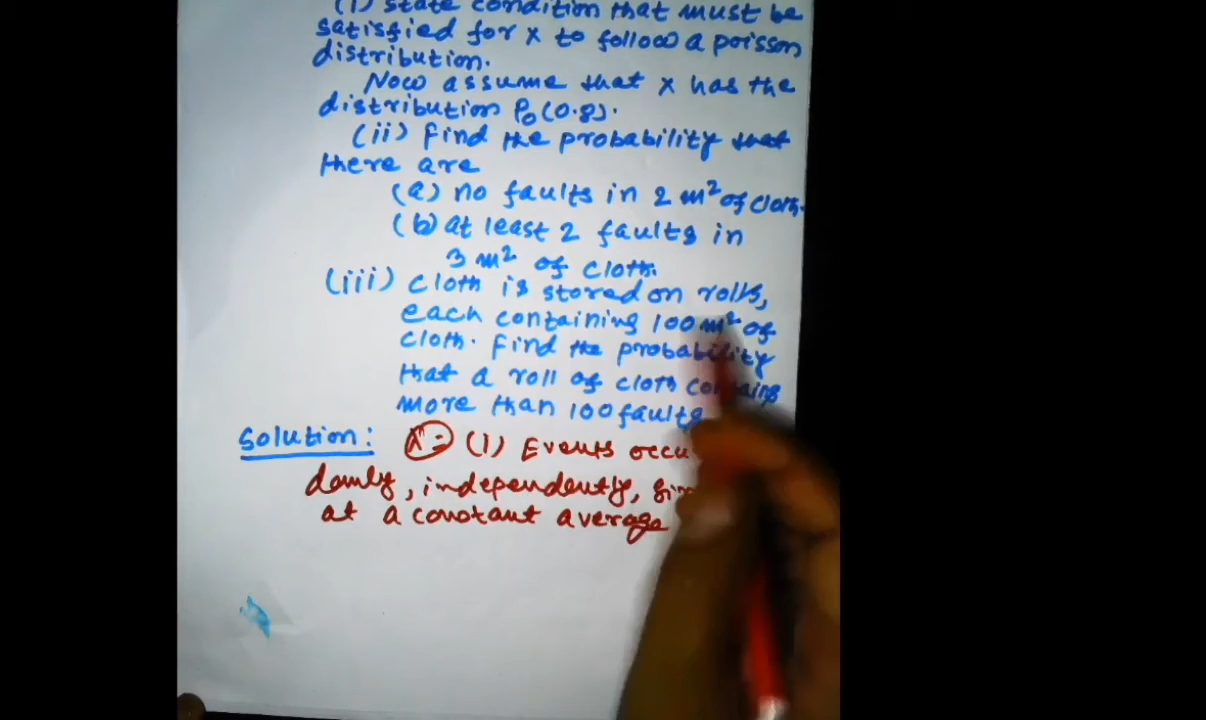 (i) state condition that must be
satisfied for x to follow a poisson
distribution.
Now assume that x has the
distribution Po (0.8).
(ii) Find the probability that
there are
(a) no faults in 2 m² of cloth.
(b) at least 2 faults in
3 m² of cloth.
(iii) cloth is stored on rolls,
each containing 100 m² of
cloth. Find the probability
that a roll of cloth contains
more than 100 faults
Solution: (1) Events occu
domly, independently, sin
at a constant average